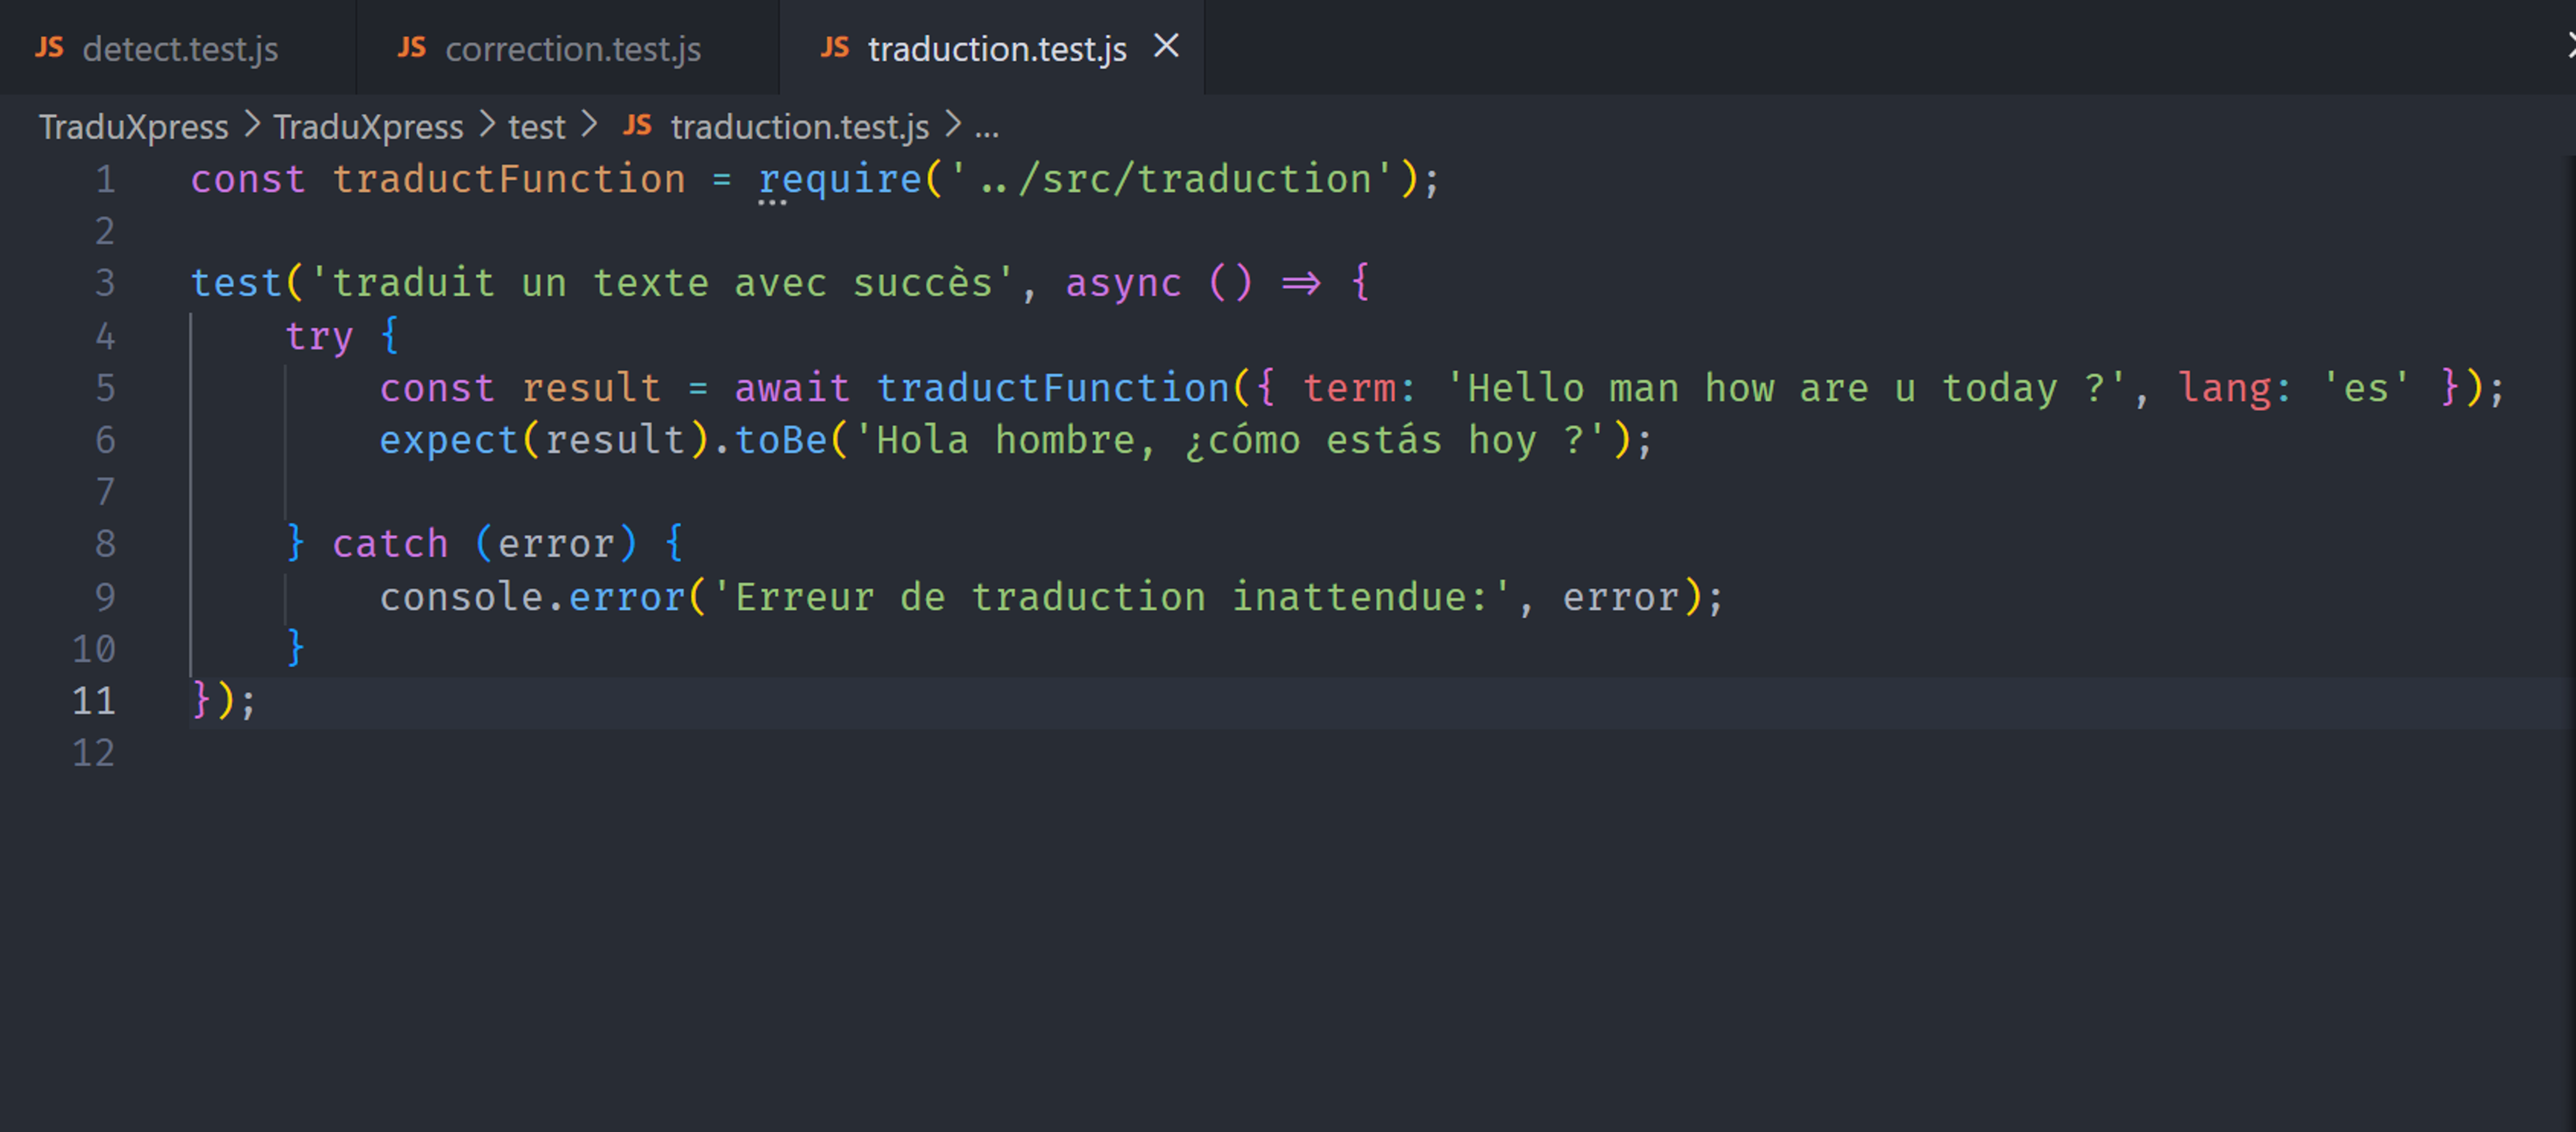 JS detect.test.js JS correction.test.js JS traduction.test.js ×
TraduXpress > TraduXpress > test > JS traduction.test.js > ...
1 const traductFunction = require('../src/traduction');
2
3 test('traduit un texte avec succès', async () => {
4 try {
5 const result = await traductFunction({ term: 'Hello man how are u today ?', lang: 'es' });
6 expect(result).toBe('Hola hombre, ¿cómo estás hoy ?');
7
8 } catch (error) {
9 console.error('Erreur de traduction inattendue:', error);
10 }
11 });
12